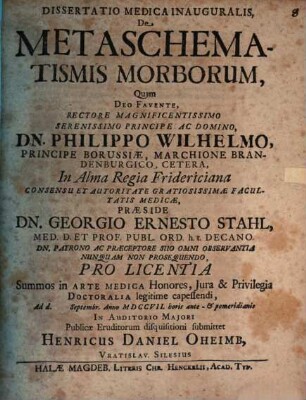 8
DISSERTATIO MEDICA INAUGURALIS,
De
METASCHEMA-
TISMIS MORBORUM,
Quam
DEO FAVENTE,
RECTORE MAGNIFICENTISSIMO
SERENISSIMO PRINCIPE AC DOMINO,
DN. PHILIPPO WILHELMO,
PRINCIPE BORUSSIÆ, MARCHIONE BRAN-
DENBURGICO, CETERA,
In Alma Regia Fridericiana
CONSENSU ET AUTORITATE GRATIOSISSIMÆ FACUL-
TATIS MEDICÆ,
PRÆSIDE
DN. GEORGIO ERNESTO STAHL,
MED. D. ET PROF. PUBL. ORD. h.t. DECANO.
DN. PATRONO AC PRÆCEPTORE SUO OMNI OBSERVANTIA
NUNQUAM NON PROSEQUENDO,
PRO LICENTIA
Summos in ARTE MEDICA Honores, Jura & Privilegia
DOCTORALIA legitime capessendi,
Ad d. Septembr. Anno MDCCVII. horis ante- & pomeridianis
IN AUDITORIO MAJORI
Publicæ Eruditorum disquisitioni submittet
HENRICUS DANIEL OHEIMB,
VRATISLAV. SILESIUS
HALÆ MAGDEB. LITERIS CHR. HENCKELII, ACAD. TYP.